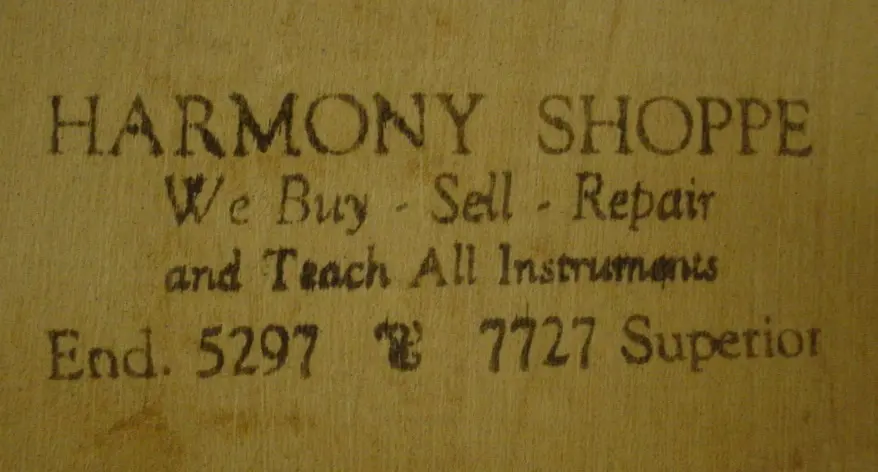 HARMONY SHOPPE
We Buy - Sell - Repair
and Teach All Instruments
End. 5297 7727 Superior